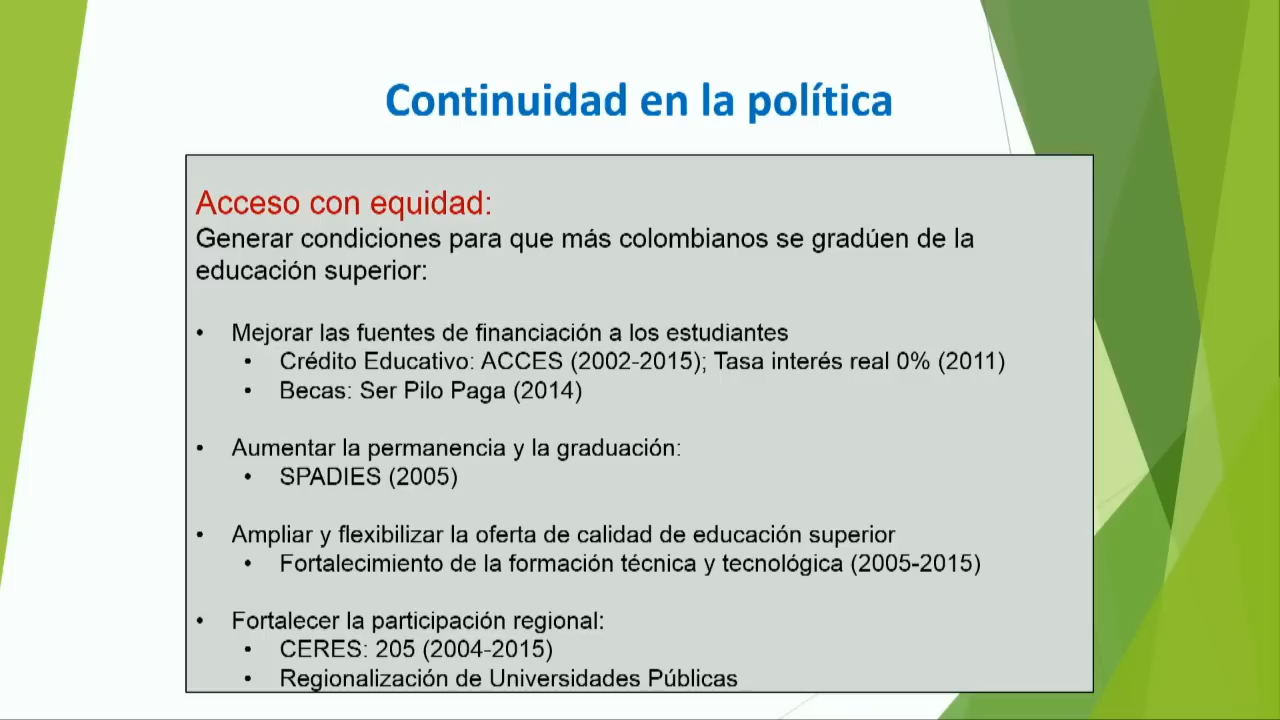 Continuidad en la política
Acceso con equidad:
Generar condiciones para que más colombianos se gradúen de la
educación superior:
• Mejorar las fuentes de financiación a los estudiantes
• Crédito Educativo: ACCES (2002-2015); Tasa interés real 0% (2011)
• Becas: Ser Pilo Paga (2014)
• Aumentar la permanencia y la graduación:
• SPADIES (2005)
• Ampliar y flexibilizar la oferta de calidad de educación superior
• Fortalecimiento de la formación técnica y tecnológica (2005-2015)
• Fortalecer la participación regional:
• CERES: 205 (2004-2015)
• Regionalización de Universidades Públicas